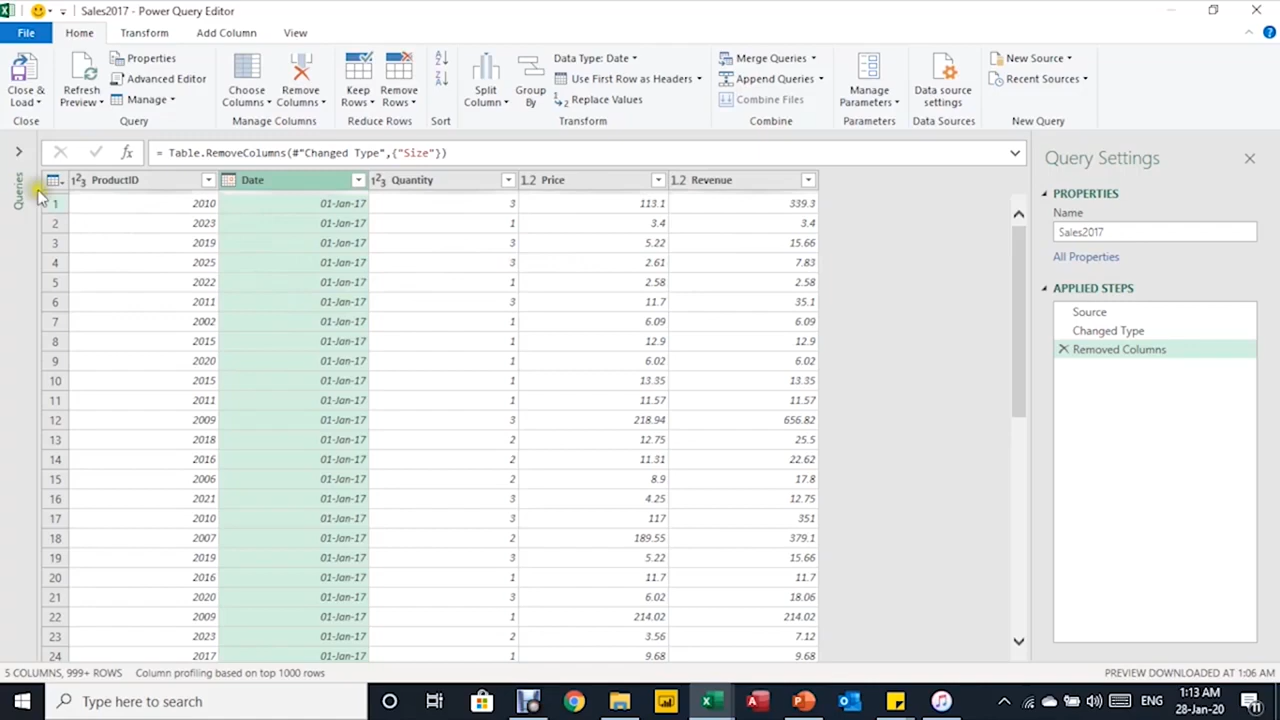 Sales2017 - Power Query Editor
File
Home
Transform
Add Column
View
Close & Load
Close
Refresh Preview
Properties
Advanced Editor
Manage
Query
Choose Columns
Remove Columns
Manage Columns
Keep Rows
Remove Rows
Reduce Rows
Sort
Split Column
Group By
Data Type: Date
Use First Row as Headers
Replace Values
Transform
Merge Queries
Append Queries
Combine Files
Combine
Manage Parameters
Parameters
Data source settings
Data Sources
New Source
Recent Sources
New Query
Queries
fx = Table.RemoveColumns(#"Changed Type",{"Size"})
ProductID Date Quantity 1.2 Price 1.2 Revenue
1 2010 01-Jan-17 3 113.1 339.3
2 2023 01-Jan-17 1 3.4 3.4
3 2019 01-Jan-17 3 5.22 15.66
4 2025 01-Jan-17 3 2.61 7.83
5 2022 01-Jan-17 1 2.58 2.58
6 2011 01-Jan-17 3 11.7 35.1
7 2002 01-Jan-17 1 6.09 6.09
8 2015 01-Jan-17 1 12.9 12.9
9 2020 01-Jan-17 1 6.02 6.02
10 2015 01-Jan-17 1 13.35 13.35
11 2011 01-Jan-17 1 11.57 11.57
12 2009 01-Jan-17 3 218.94 656.82
13 2018 01-Jan-17 2 12.75 25.5
14 2016 01-Jan-17 2 11.31 22.62
15 2006 01-Jan-17 2 8.9 17.8
16 2021 01-Jan-17 3 4.25 12.75
17 2010 01-Jan-17 3 117 351
18 2007 01-Jan-17 2 189.55 379.1
19 2019 01-Jan-17 3 5.22 15.66
20 2016 01-Jan-17 1 11.7 11.7
21 2020 01-Jan-17 3 6.02 18.06
22 2009 01-Jan-17 1 214.02 214.02
23 2023 01-Jan-17 2 3.56 7.12
24 2017 01-Jan-17 1 9.68 9.68
Query Settings
PROPERTIES
Name
Sales2017
All Properties
APPLIED STEPS
Source
Changed Type
Removed Columns
5 COLUMNS, 999+ ROWS Column profiling based on top 1000 rows
PREVIEW DOWNLOADED AT 1:06 AM
Type here to search
ENG
1:13 AM
28-Jan-20
11